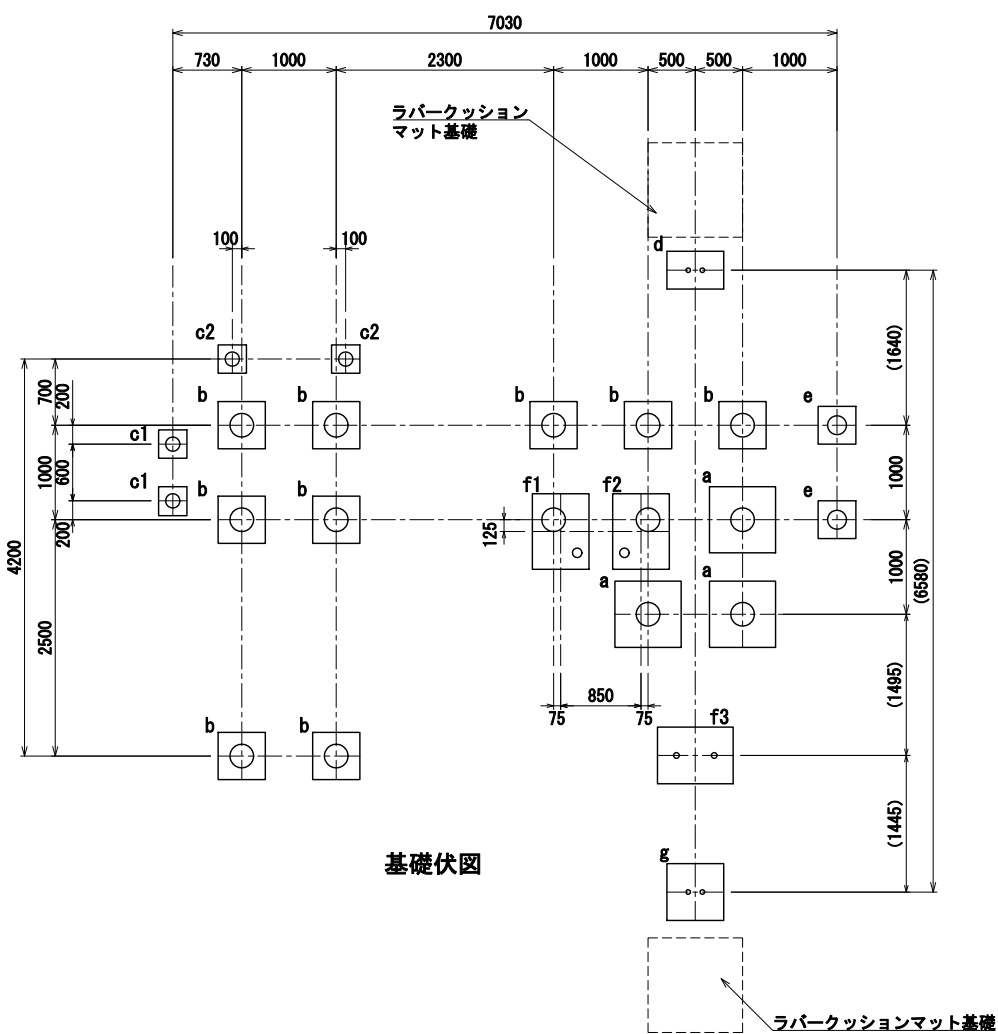 7030
730
1000
2300
1000
500
500
1000
ラバークッション
マット基礎
100
100
d
c2
c2
b
b
b
b
b
e
c1
c1
b
b
f1
f2
a
e
a
a
700
200
1000
600
200
4200
2500
125
(1640)
1000
1000
(6580)
(1495)
(1445)
850
75
75
b
b
f3
基礎伏図
g
ラバークッションマット基礎